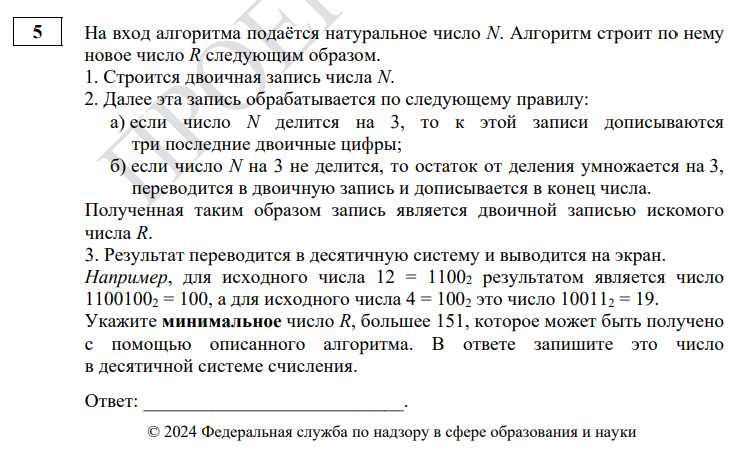 5
На вход алгоритма подаётся натуральное число N. Алгоритм строит по нему
новое число R следующим образом.
1. Строится двоичная запись числа N.
2. Далее эта запись обрабатывается по следующему правилу:
а) если число N делится на 3, то к этой записи дописываются
три последние двоичные цифры;
б) если число N на 3 не делится, то остаток от деления умножается на 3,
переводится в двоичную запись и дописывается в конец числа.
Полученная таким образом запись является двоичной записью искомого
числа R.
3. Результат переводится в десятичную систему и выводится на экран.
Например, для исходного числа 12 = 1100₂ результатом является число
1100100₂ = 100, а для исходного числа 4 = 100₂ это число 10011₂ = 19.
Укажите минимальное число R, большее 151, которое может быть получено
с помощью описанного алгоритма. В ответе запишите это число
в десятичной системе счисления.
Ответ: ___________________________.
© 2024 Федеральная служба по надзору в сфере образования и науки